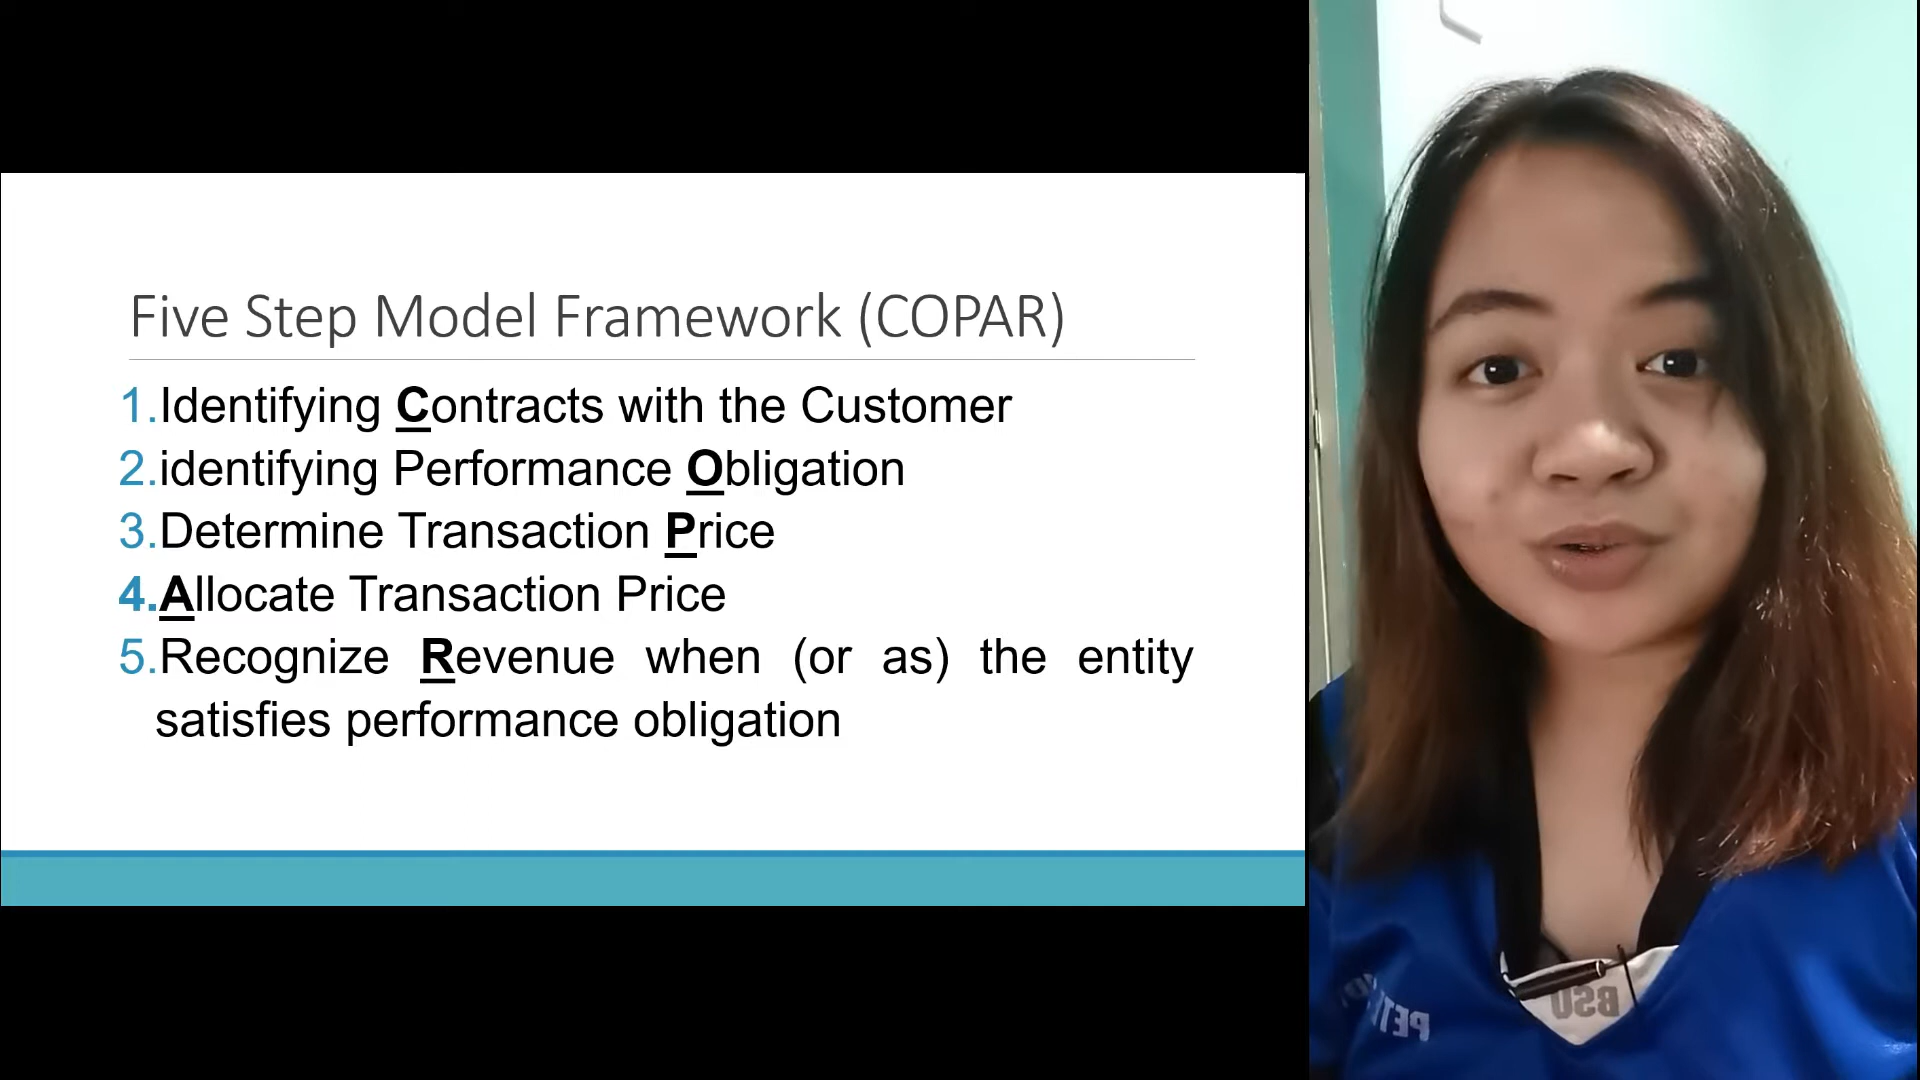 Five Step Model Framework (COPAR)
1.Identifying Contracts with the Customer
2.identifying Performance Obligation
3.Determine Transaction Price
4.Allocate Transaction Price
5.Recognize Revenue when (or as) the entity
satisfies performance obligation
BSU